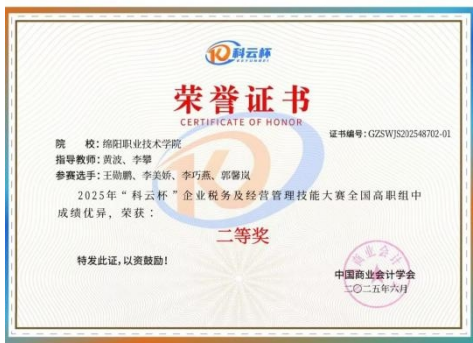 科云杯
KEYUNBEI
荣誉证书
CERTIFICATE OF HONOR
证书编号：GZSWJS202548702-01
院　　校：绵阳职业技术学院
指导教师：黄波、李攀
参赛选手：王勋鹏、李美娇、李巧燕、郭馨岚
2025年“科云杯”企业税务及经营管理技能大赛全国高职组中
成绩优异，荣获：
二等奖
特发此证，以资鼓励！
中国商业会计学会
二〇二五年六月